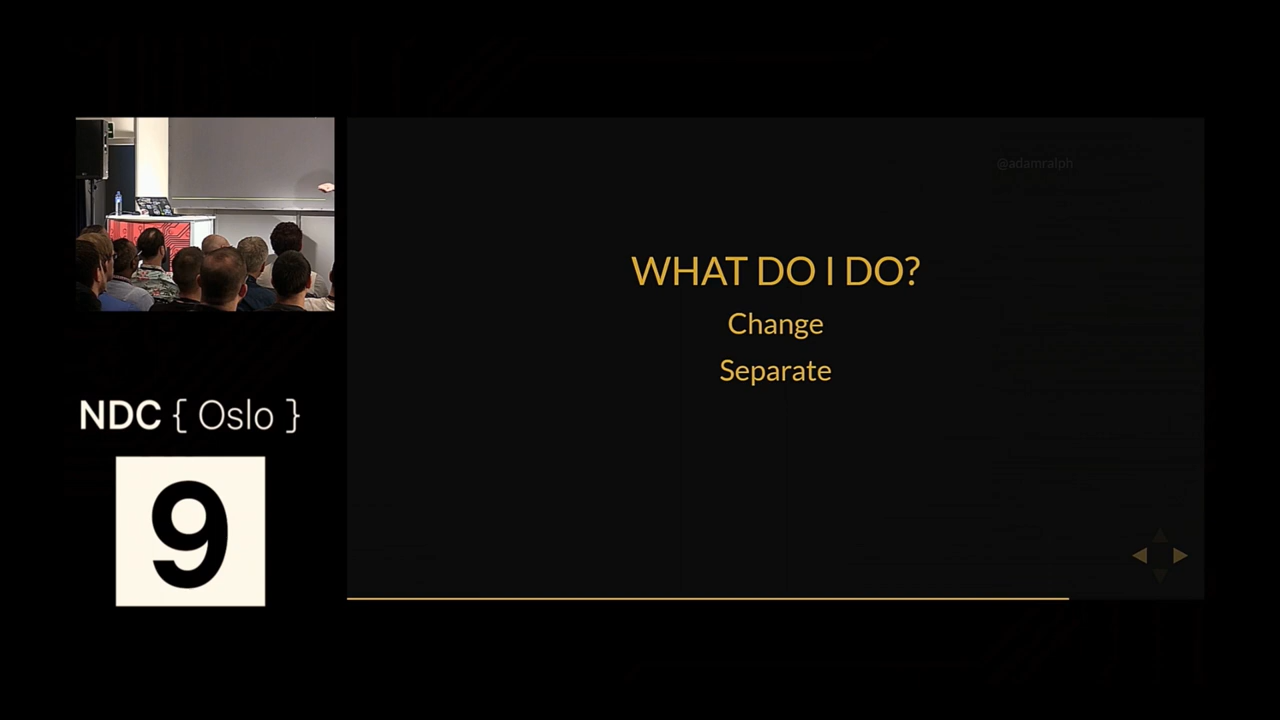 @adamralph
WHAT DO I DO?
Change
Separate
NDC { Oslo }
9